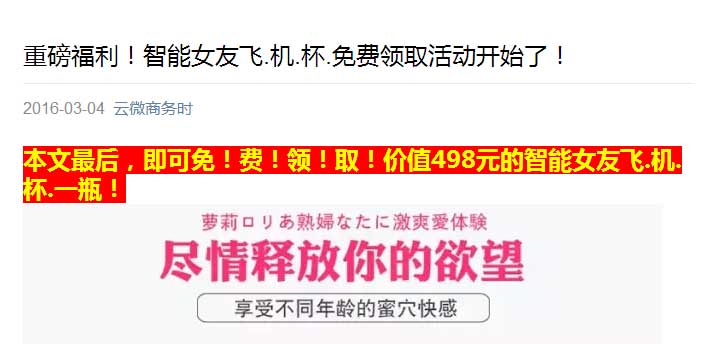 重磅福利！智能女友飞.机.杯.免费领取活动开始了！
2016-03-04 云微商务时
本文最后，即可免！费！领！取！价值498元的智能女友飞.机.
杯.一瓶！
萝莉ロリあ熟婦なたに激爽愛体験
尽情释放你的欲望
享受不同年龄的蜜穴快感